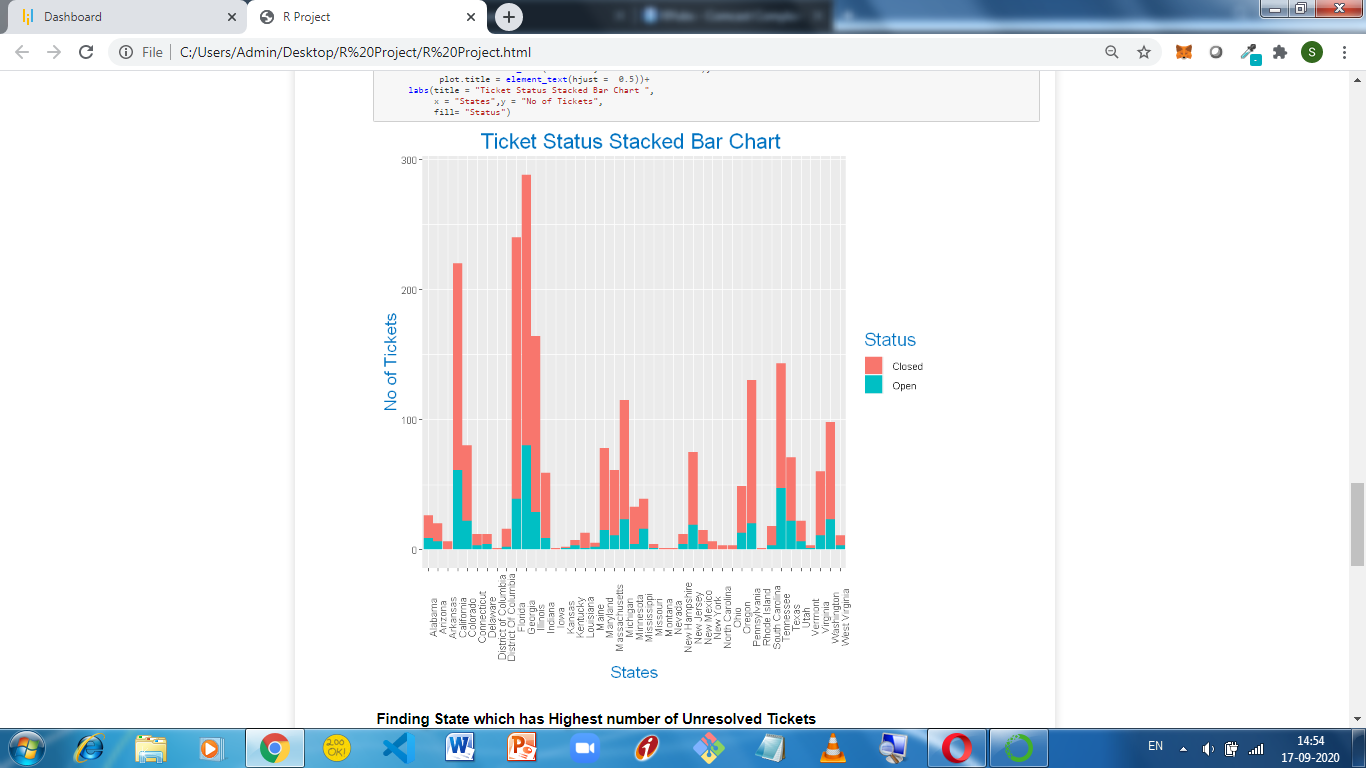 Dashboard
R Project
File
C:/Users/Admin/Desktop/R%20Project/R%20Project.html
S
plot.title = element_text(hjust = 0.5))+
labs(title = "Ticket Status Stacked Bar Chart ",
x = "States",y = "No of Tickets",
fill= "Status")
Ticket Status Stacked Bar Chart
300
200
100
0
No of Tickets
Status
Closed
Open
Alabama
Arizona
Arkansas
California
Colorado
Connecticut
Delaware
District of Columbia
District Of Columbia
Florida
Georgia
Illinois
Indiana
Iowa
Kansas
Kentucky
Louisiana
Maine
Maryland
Massachusetts
Michigan
Minnesota
Mississippi
Missouri
Montana
Nevada
New Hampshire
New Jersey
New Mexico
New York
North Carolina
Ohio
Oregon
Pennsylvania
Rhode Island
South Carolina
Tennessee
Texas
Utah
Vermont
Virginia
Washington
West Virginia
States
Finding State which has Highest number of Unresolved Tickets
200
OK!
EN
14:54
17-09-2020